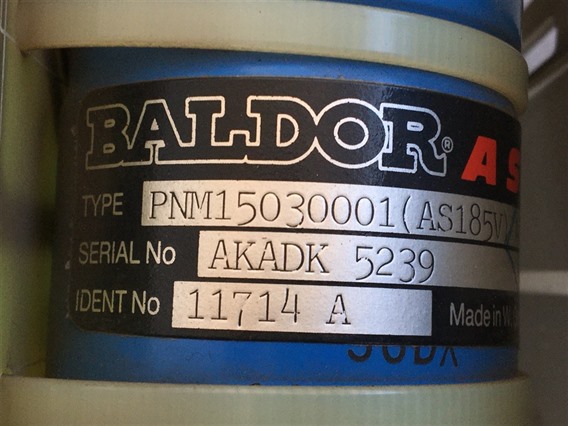 BALDOR® AS
TYPE PNM15030001(AS185V
SERIAL No AKADK 5239
IDENT No 11714 A Made in W.